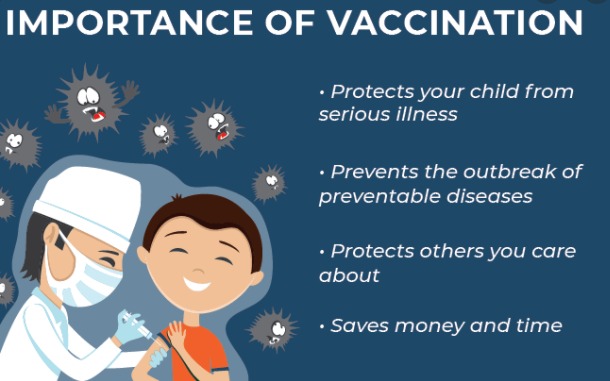 IMPORTANCE OF VACCINATION
• Protects your child from
serious illness
• Prevents the outbreak of
preventable diseases
• Protects others you care
about
• Saves money and time